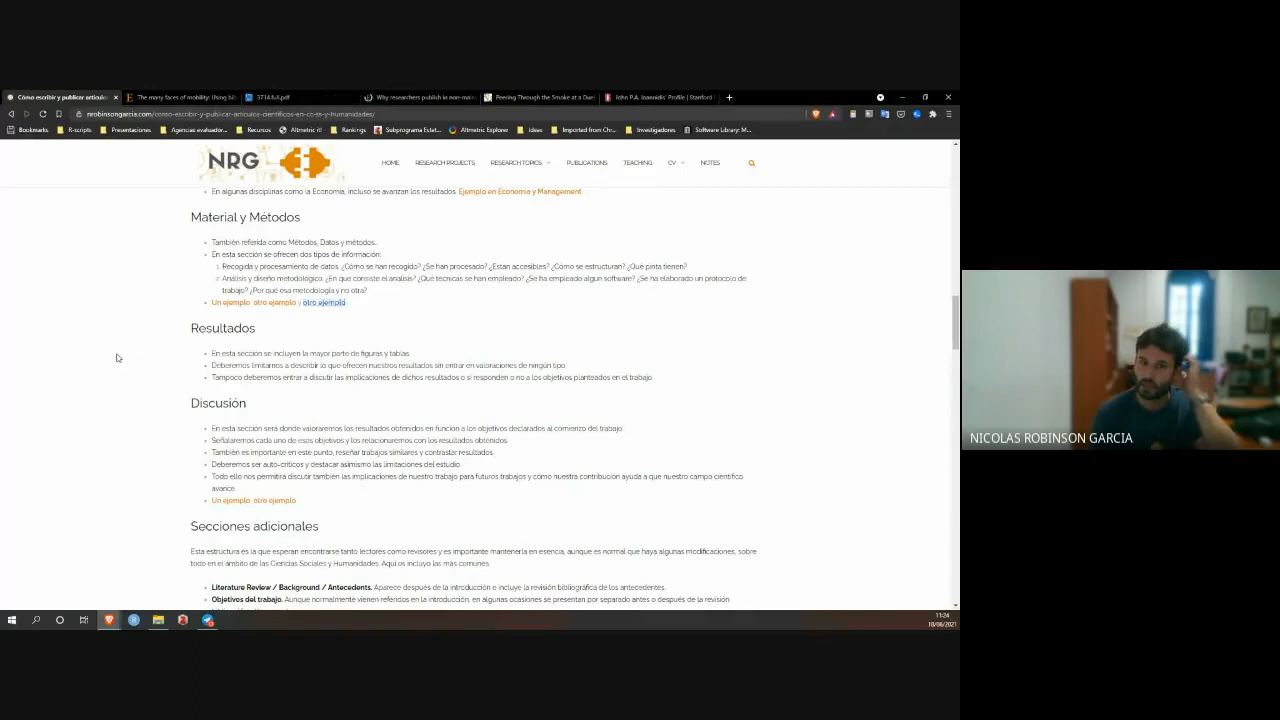 Cómo escribir y publicar artículos
The many faces of mobility: Using bib
3714.full.pdf
Why researchers publish in non-main
Peering Through the Smoke at a Duel
John P.A. Ioannidis' Profile | Stanford
nrobinsongarcia.com/como-escribir-y-publicar-articulos-cientificos-en-cc-ss-y-humanidades/
Bookmarks R-scripts Presentaciones Agencias evaluador... Recursos Altmetric it! Rankings Subprograma Estat... Altmetric Explorer Ideas Imported from Chr... Investigadores Software Library: M...
NRG HOME RESEARCH PROJECTS RESEARCH TOPICS PUBLICATIONS TEACHING CV NOTES
En algunas disciplinas como la Economía, incluso se avanzan los resultados. Ejemplo en Economía y Management
Material y Métodos
También referida como Métodos, Datos y métodos..
En esta sección se ofrecen dos tipos de información:
1. Recogida y procesamiento de datos. ¿Cómo se han recogido? ¿Se han procesado? ¿Están accesibles? ¿Cómo se estructuran? ¿Qué pinta tienen?
2. Análisis y diseño metodológico. ¿En que consiste el análisis? ¿Qué técnicas se han empleado? ¿Se ha empleado algun software? ¿Se ha elaborado un protocolo de
trabajo? ¿Por qué esa metodología y no otra?
Un ejemplo, otro ejemplo y otro ejemplo
Resultados
En esta sección se incluyen la mayor parte de figuras y tablas.
Deberemos limitarnos a describir lo que ofrecen nuestros resultados sin entrar en valoraciones de ningún tipo
Tampoco deberemos entrar a discutir las implicaciones de dichos resultados o si responden o no a los objetivos planteados en el trabajo
Discusión
En esta sección será donde valoraremos los resultados obtenidos en función a los objetivos declarados al comienzo del trabajo
Señalaremos cada uno de esos objetivos y los relacionaremos con los resultados obtenidos.
También es importante en este punto, reseñar trabajos similares y contrastar resultados.
Deberemos ser auto-críticos y destacar asimismo las limitaciones del estudio.
Todo ello nos permitirá discutir también las implicaciones de nuestro trabajo para futuros trabajos y cómo nuestra contribución ayuda a que nuestro campo científico
avance.
Un ejemplo, otro ejemplo
Secciones adicionales
Esta estructura es la que esperan encontrarse tanto lectores como revisores y es importante mantenerla en esencia, aunque es normal que haya algunas modificaciones, sobre
todo en el ámbito de las Ciencias Sociales y Humanidades. Aquí os incluyo las más comunes
Literature Review / Background / Antecedents. Aparece después de la introducción e incluye la revisión bibliográfica de los antecedentes.
Objetivos del trabajo. Aunque normalmente vienen referidos en la introducción, en algunas ocasiones se presentan por separado antes o después de la revisión
NICOLAS ROBINSON GARCIA
11:24
18/06/2021